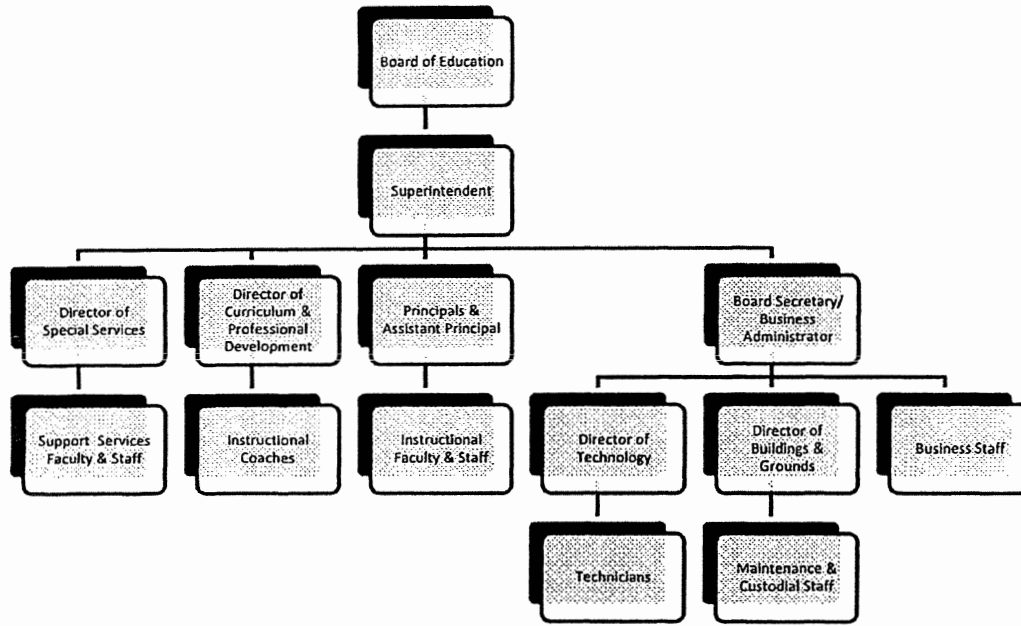 Board of Education
Superintendent
Director of
Special Services
Director of
Curriculum &
Professional
Development
Principals &
Assistant Principal
Board Secretary/
Business
Administrator
Support Services
Faculty & Staff
Instructional
Coaches
Instructional
Faculty & Staff
Director of
Technology
Director of
Buildings &
Grounds
Business Staff
Technicians
Maintenance &
Custodial Staff